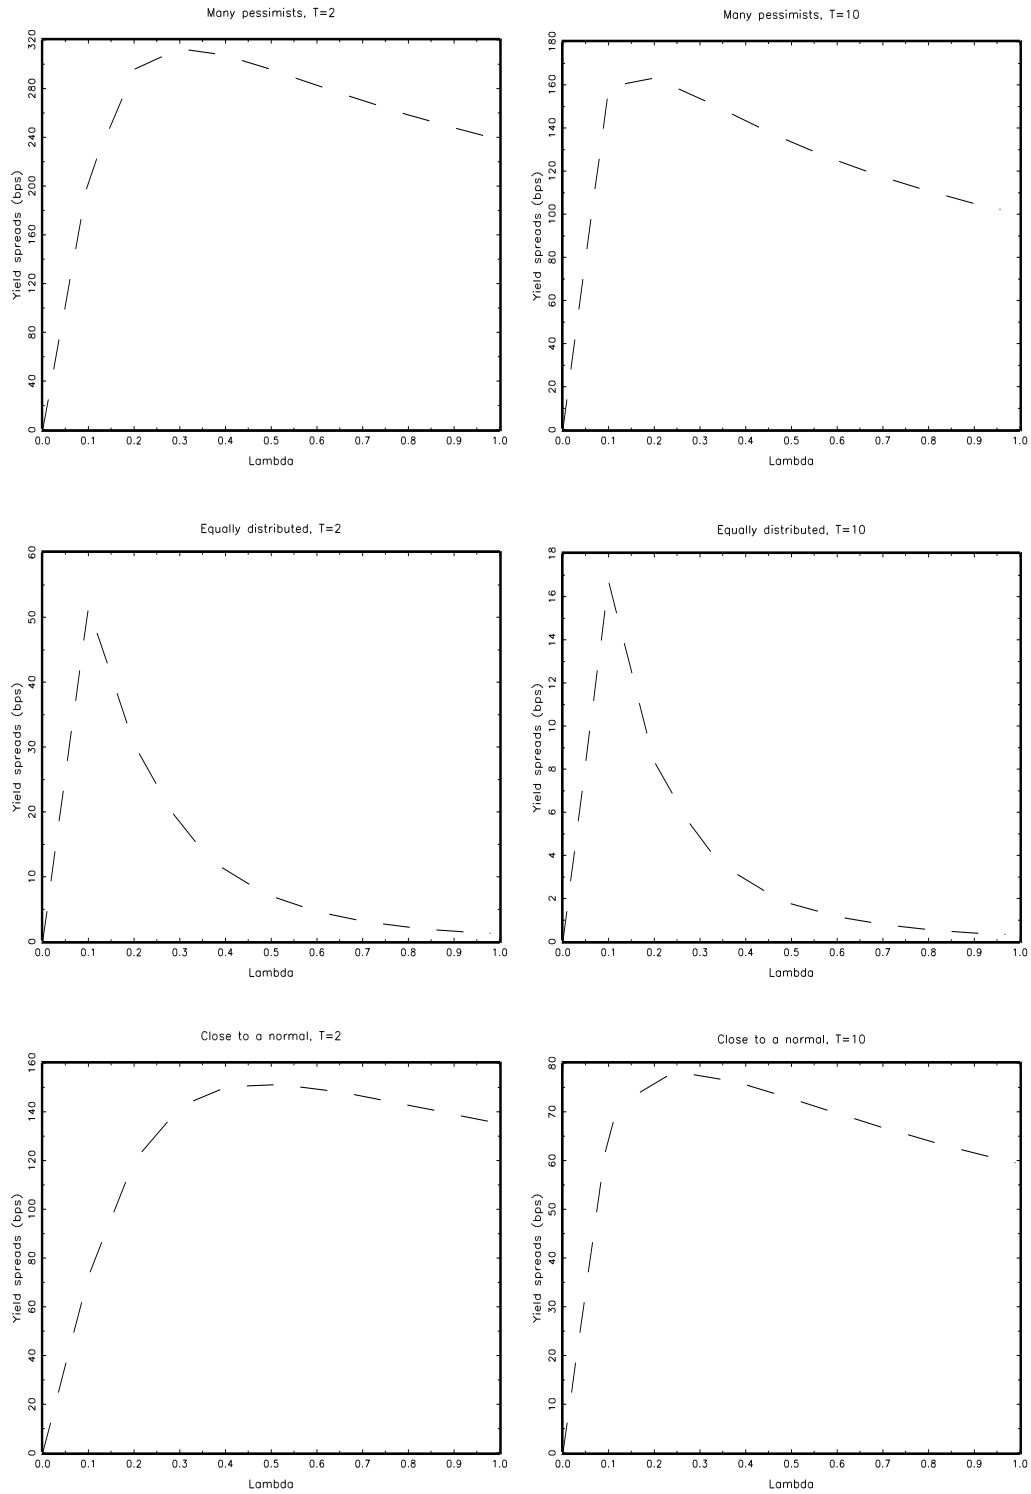 Many pessimists, T=2
Yield spreads (bps)
0 40 80 120 160 200 240 280 320
0.0 0.1 0.2 0.3 0.4 0.5 0.6 0.7 0.8 0.9 1.0
Lambda
Many pessimists, T=10
Yield spreads (bps)
0 20 40 60 80 100 120 140 160 180
0.0 0.1 0.2 0.3 0.4 0.5 0.6 0.7 0.8 0.9 1.0
Lambda
Equally distributed, T=2
Yield spreads (bps)
0 10 20 30 40 50 60
0.0 0.1 0.2 0.3 0.4 0.5 0.6 0.7 0.8 0.9 1.0
Lambda
Equally distributed, T=10
Yield spreads (bps)
0 2 4 6 8 10 12 14 16 18
0.0 0.1 0.2 0.3 0.4 0.5 0.6 0.7 0.8 0.9 1.0
Lambda
Close to a normal, T=2
Yield spreads (bps)
0 20 40 60 80 100 120 140 160
0.0 0.1 0.2 0.3 0.4 0.5 0.6 0.7 0.8 0.9 1.0
Lambda
Close to a normal, T=10
Yield spreads (bps)
0 10 20 30 40 50 60 70 80
0.0 0.1 0.2 0.3 0.4 0.5 0.6 0.7 0.8 0.9 1.0
Lambda